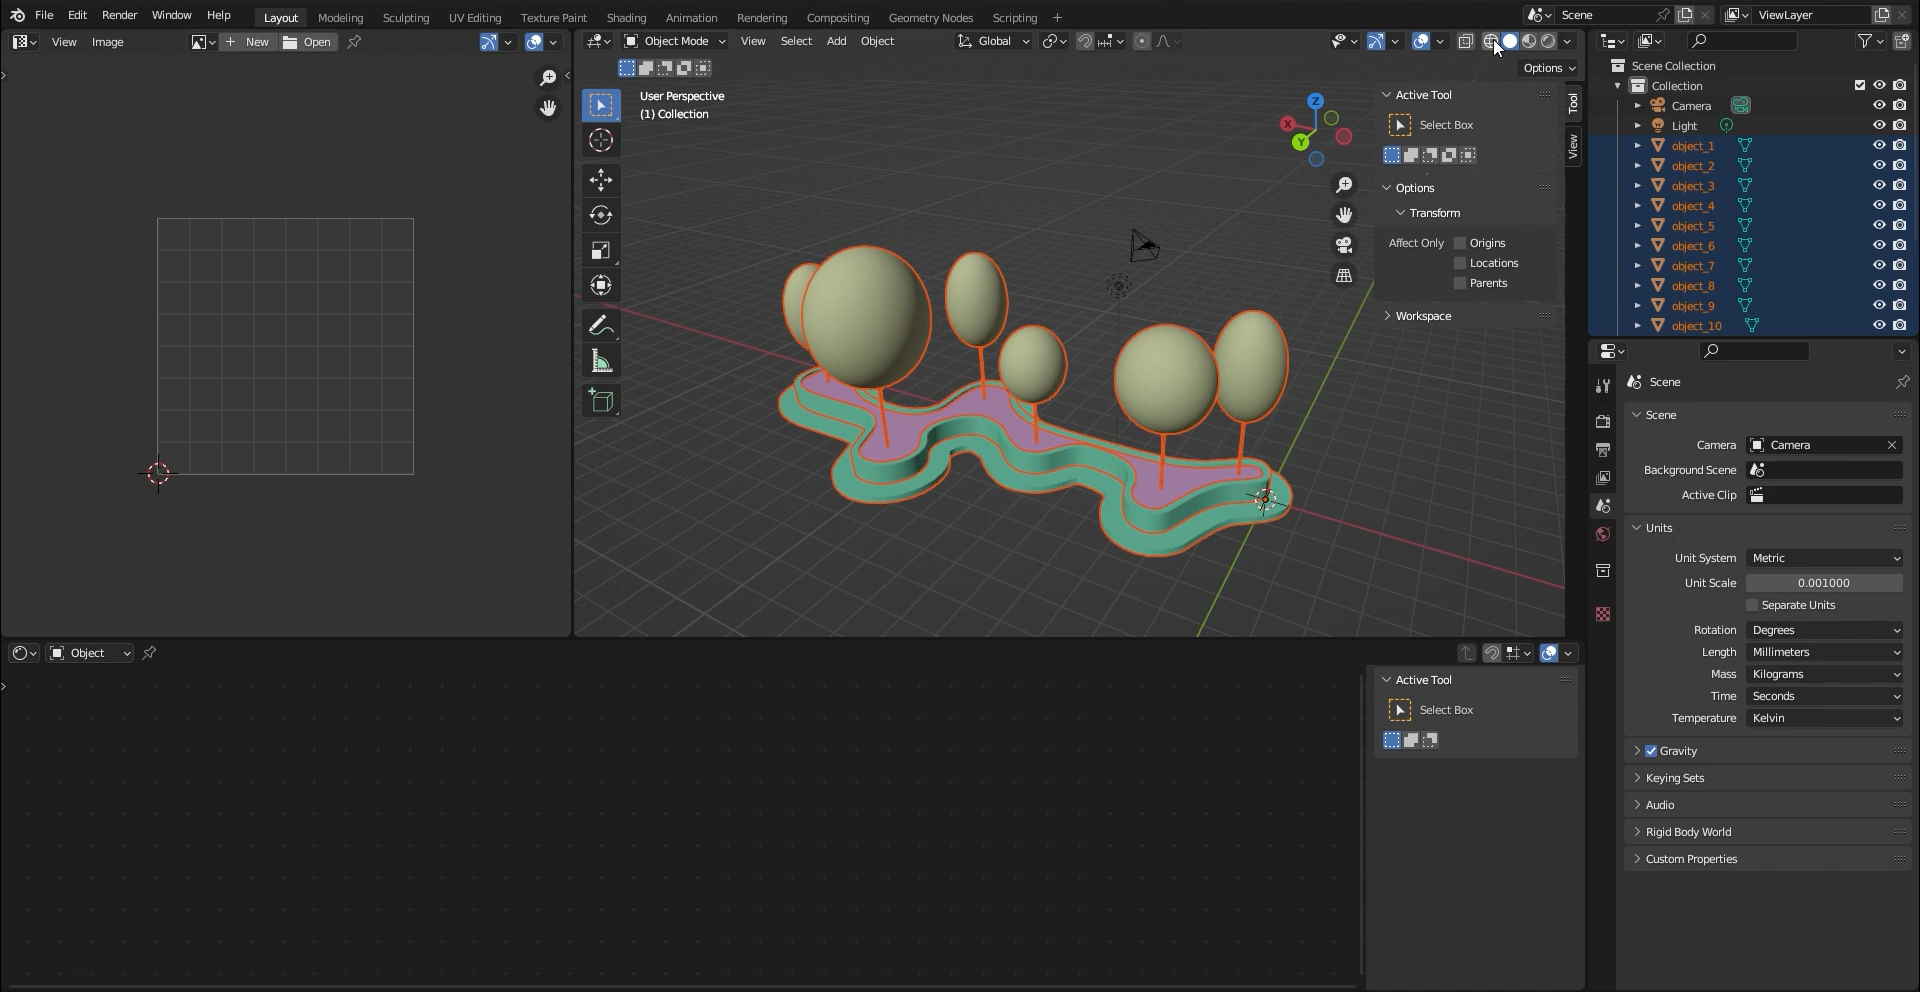 File Edit Render Window Help Layout Modeling Sculpting UV Editing Texture Paint Shading Animation Rendering Compositing Geometry Nodes Scripting + Scene ViewLayer
View Image New Open Object Mode View Select Add Object Global
Options
User Perspective
(1) Collection
Z
X
Y
Active Tool
Select Box
Options
Transform
Affect Only Origins
Locations
Parents
Workspace
Tool
View
Scene Collection
Collection
Camera
Light
object_1
object_2
object_3
object_4
object_5
object_6
object_7
object_8
object_9
object_10
Scene
Scene
Camera Camera
Background Scene
Active Clip
Units
Unit System Metric
Unit Scale 0.001000
Separate Units
Rotation Degrees
Length Millimeters
Mass Kilograms
Time Seconds
Temperature Kelvin
Gravity
Keying Sets
Audio
Rigid Body World
Custom Properties
Object
Active Tool
Select Box